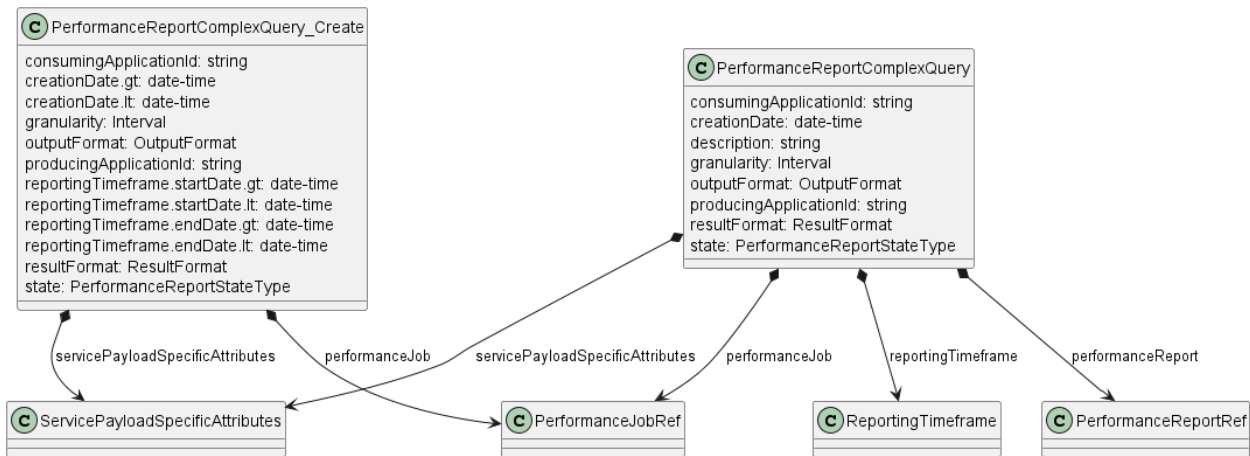 C PerformanceReportComplexQuery_Create
consumingApplicationId: string
creationDate.gt: date-time
creationDate.lt: date-time
granularity: Interval
outputFormat: OutputFormat
producingApplicationId: string
reportingTimeframe.startDate.gt: date-time
reportingTimeframe.startDate.lt: date-time
reportingTimeframe.endDate.gt: date-time
reportingTimeframe.endDate.lt: date-time
resultFormat: ResultFormat
state: PerformanceReportStateType
C PerformanceReportComplexQuery
consumingApplicationId: string
creationDate: date-time
description: string
granularity: Interval
outputFormat: OutputFormat
producingApplicationId: string
resultFormat: ResultFormat
state: PerformanceReportStateType
servicePayloadSpecificAttributes
performanceJob
servicePayloadSpecificAttributes
performanceJob
reportingTimeframe
performanceReport
C ServicePayloadSpecificAttributes
C PerformanceJobRef
C ReportingTimeframe
C PerformanceReportRef